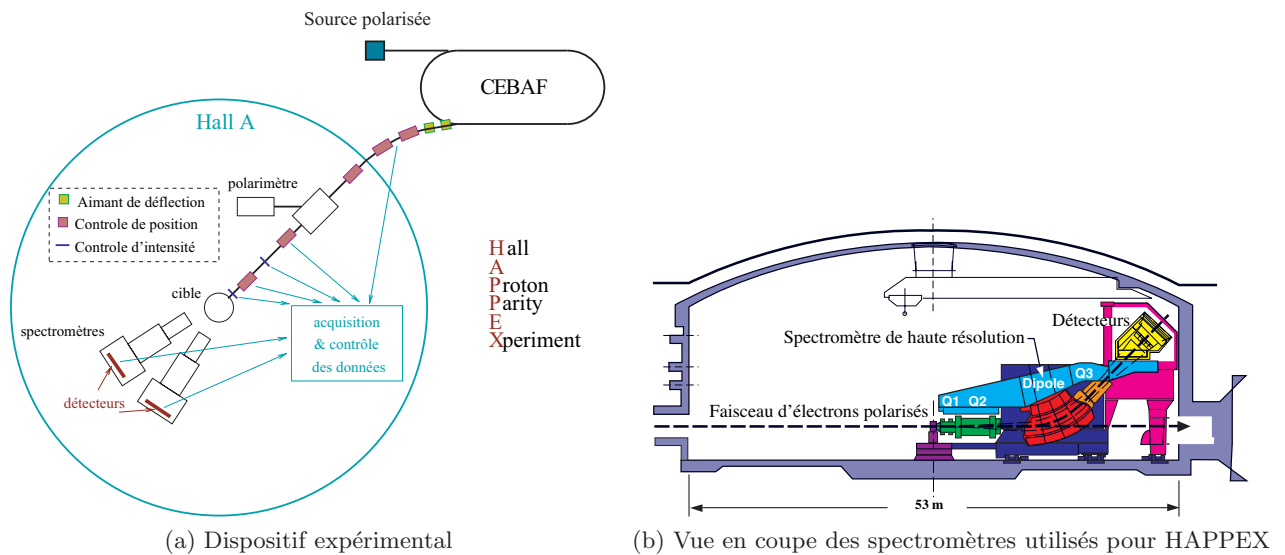 Source polarisée
CEBAF
Hall A
polarimètre
Aimant de déflection
Controle de position
Controle d'intensité
cible
spectromètres
détecteurs
acquisition
& contrôle
des données
Hall
A
Proton
Parity
E
Xperiment
(a) Dispositif expérimental
Détecteurs
Spectromètre de haute résolution
Q3
Dipole
Q1 Q2
Faisceau d'électrons polarisés
53 m
(b) Vue en coupe des spectromètres utilisés pour HAPPEX